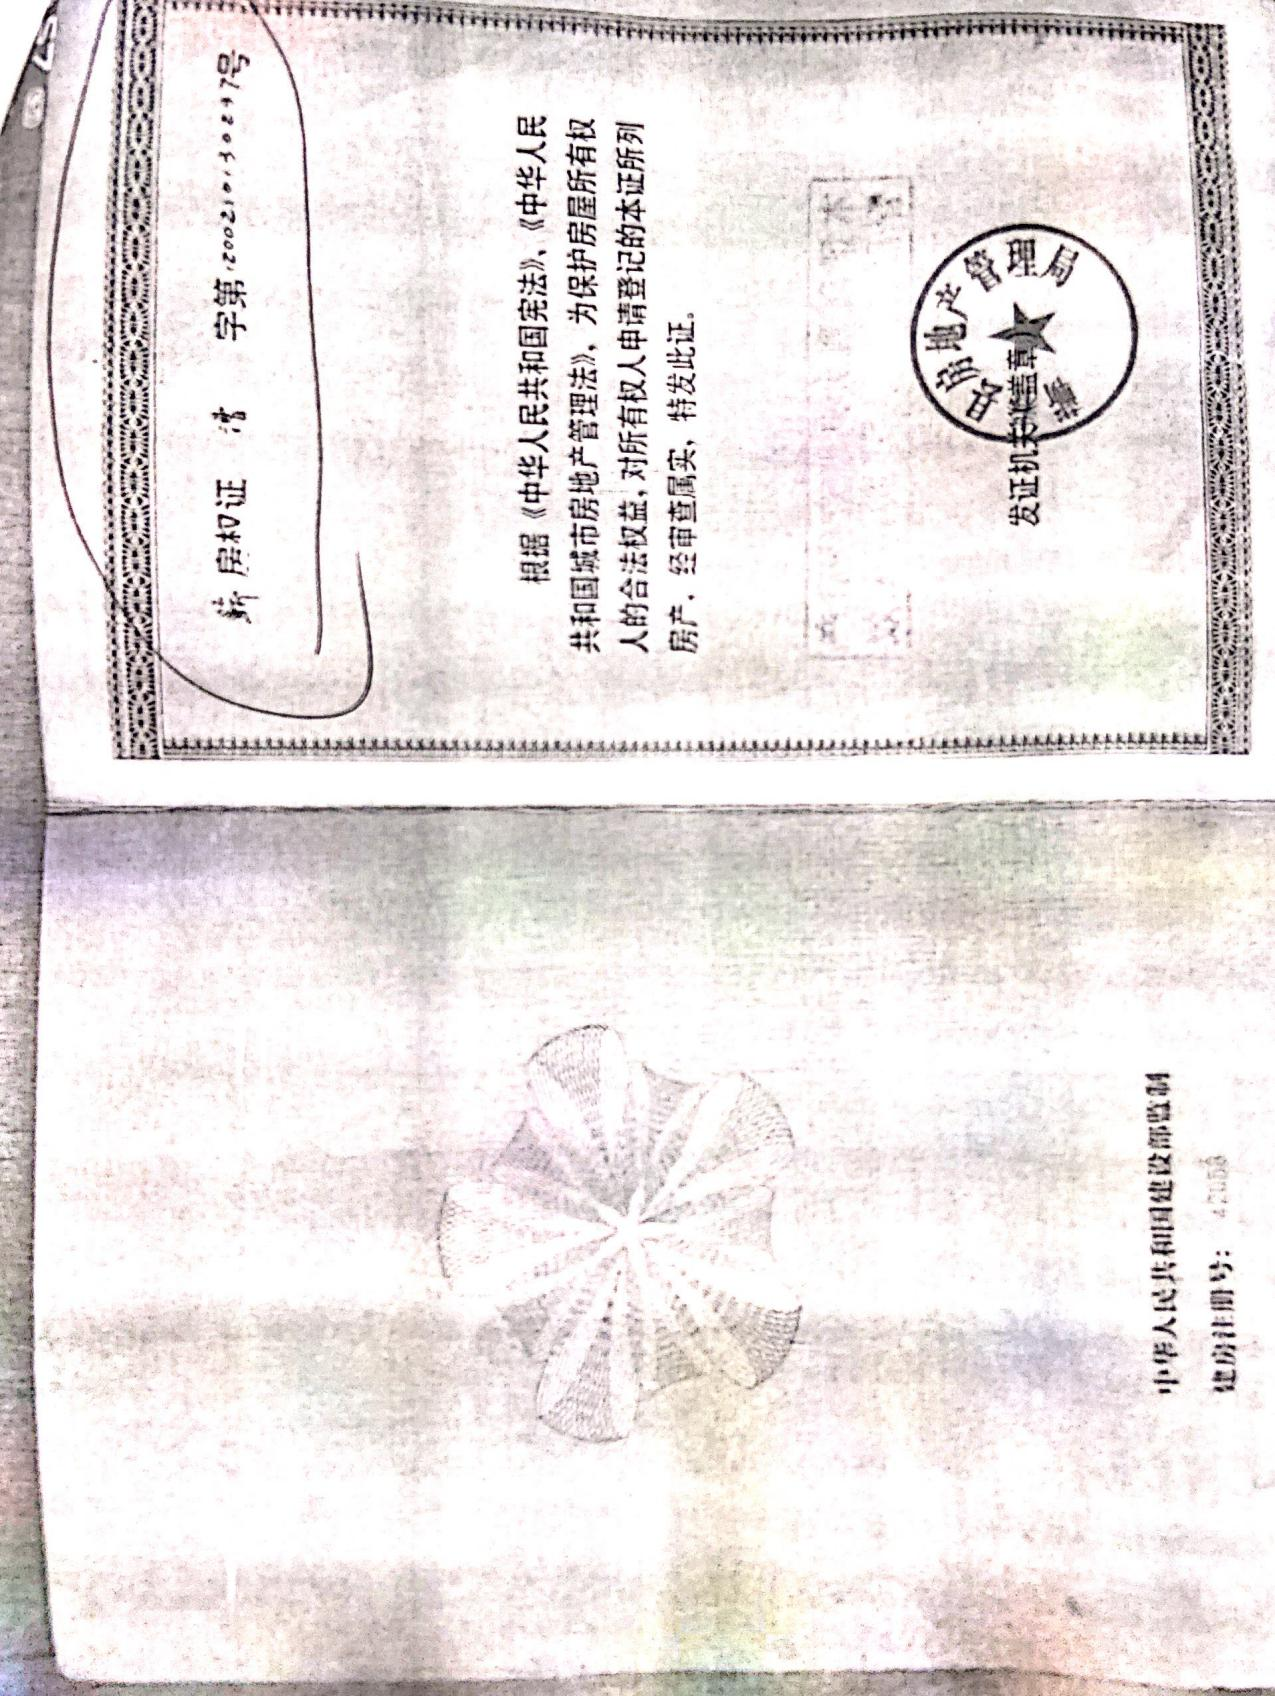 蕲房权证 漕 字第200210130297号
根据《中华人民共和国宪法》、《中华人民
共和国城市房地产管理法》，为保护房屋所有权
人的合法权益，对所有权人申请登记的本证所列
房产，经审查属实，特发此证。
发证机关（盖章）
蕲县房地产管理局
中华人民共和国建设部监制
建房注册号：